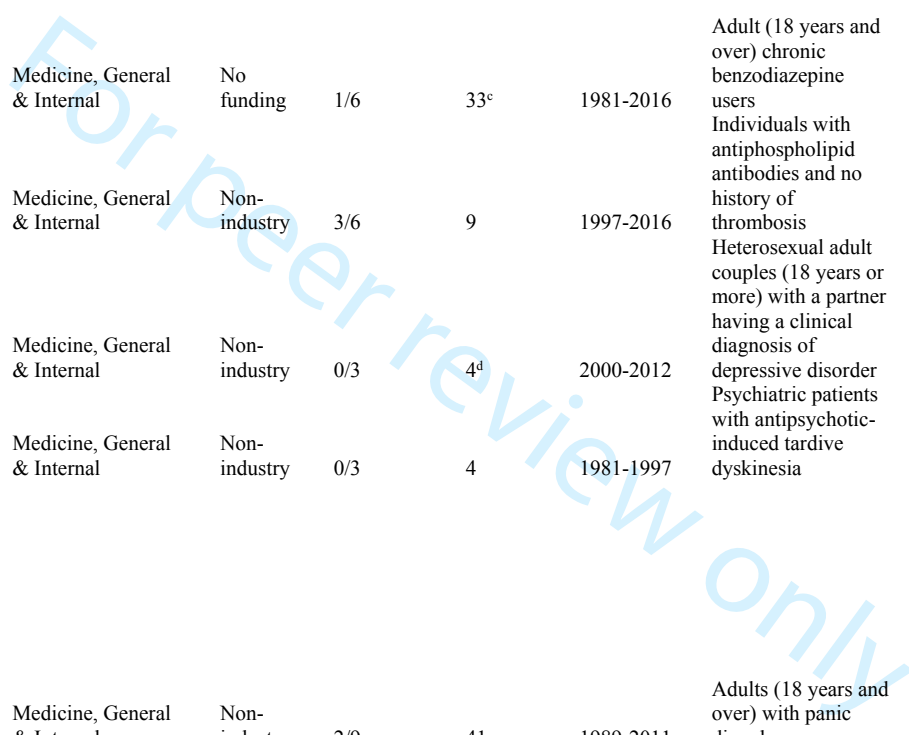 Adult (18 years and
over) chronic
Medicine, General No benzodiazepine
& Internal funding 1/6 33ᶜ 1981-2016 users
Individuals with
antiphospholipid
antibodies and no
Medicine, General Non- history of
& Internal industry 3/6 9 1997-2016 thrombosis
Heterosexual adult
couples (18 years or
more) with a partner
having a clinical
Medicine, General Non- diagnosis of
& Internal industry 0/3 4ᵈ 2000-2012 depressive disorder
Psychiatric patients
with antipsychotic-
Medicine, General Non- induced tardive
& Internal industry 0/3 4 1981-1997 dyskinesia
Adults (18 years and
Medicine, General Non- over) with panic
For peer review only